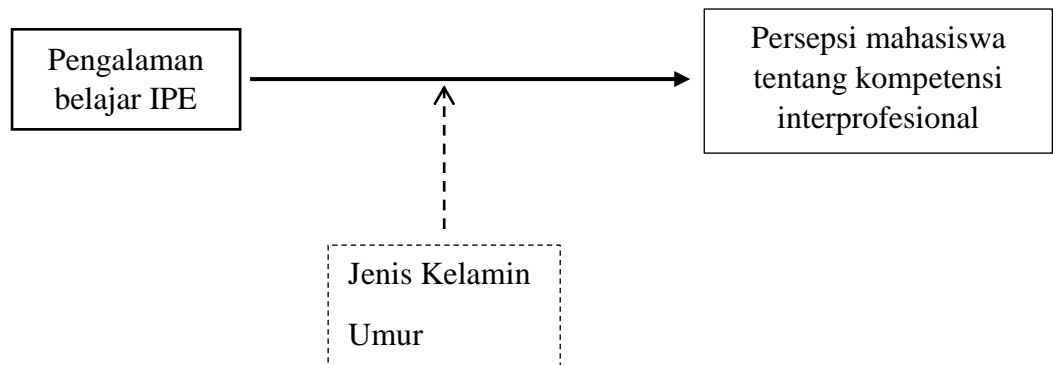 Pengalaman
belajar IPE
Persepsi mahasiswa
tentang kompetensi
interprofesional
Jenis Kelamin
Umur